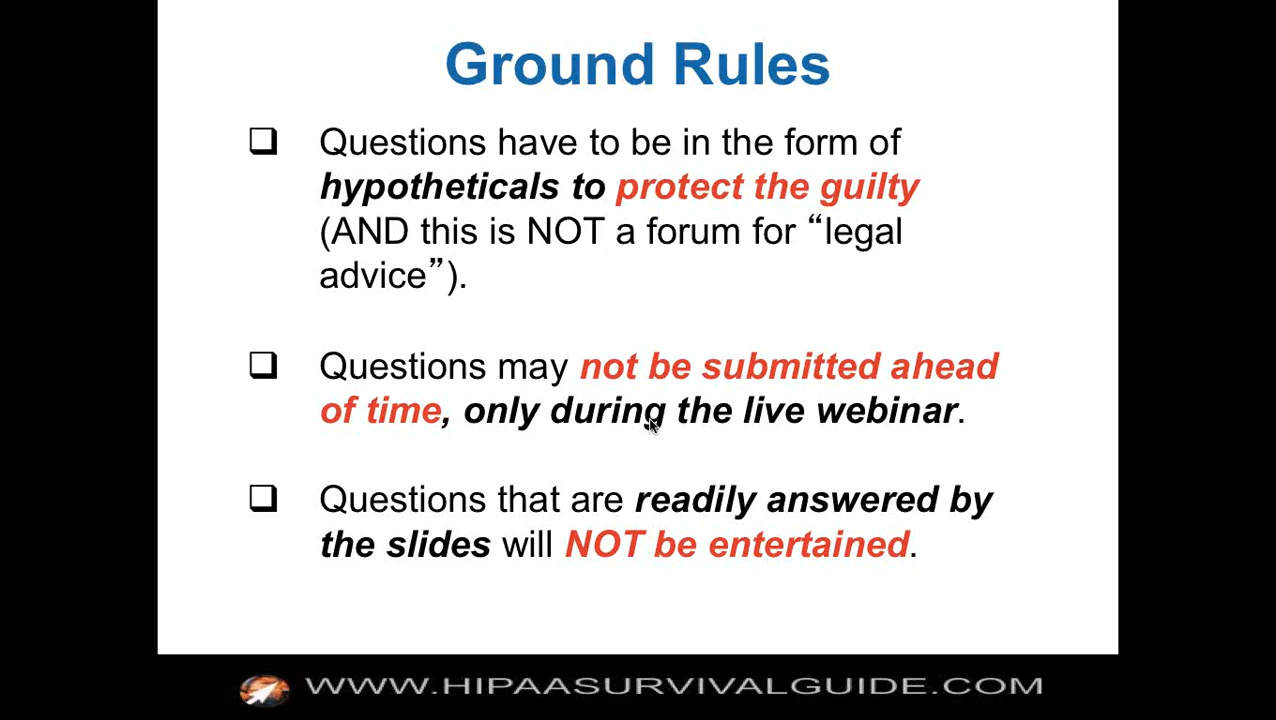 Ground Rules
Questions have to be in the form of
hypotheticals to protect the guilty
(AND this is NOT a forum for “legal
advice”).
Questions may not be submitted ahead
of time, only during the live webinar.
Questions that are readily answered by
the slides will NOT be entertained.
WWW.HIPAASURVIVALGUIDE.COM